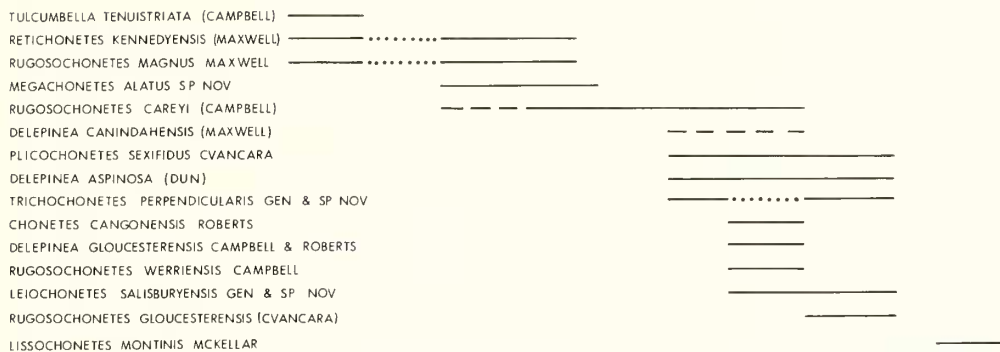 TULCUMBELLA TENUISTRIATA (CAMPBELL)
RETICHONETES KENNEDYENSIS (MAXWELL)
RUGOSOCHONETES MAGNUS MAXWELL
MEGACHONETES ALATUS SP NOV
RUGOSOCHONETES CAREYI (CAMPBELL)
DELEPINEA CANINDAHENSIS (MAXWELL)
PLICOCHONETES SEXIFIDUS CVANCARA
DELEPINEA ASPINOSA (DUN)
TRICHOCHONETES PERPENDICULARIS GEN & SP NOV
CHONETES CANGONENSIS ROBERTS
DELEPINEA GLOUCESTERENSIS CAMPBELL & ROBERTS
RUGOSOCHONETES WERRIENSIS CAMPBELL
LEIOCHONETES SALISBURYENSIS GEN & SP NOV
RUGOSOCHONETES GLOUCESTERENSIS (CVANCARA)
LISSOCHONETES MONTINIS MCKELLAR